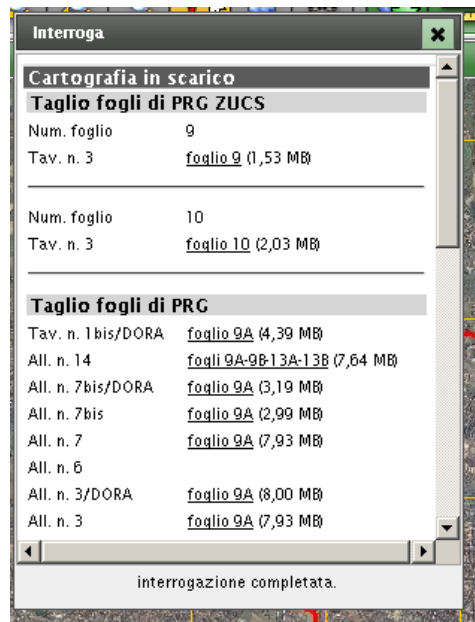 Interroga
Cartografia in scarico
Taglio fogli di PRG ZUCS
Num. foglio 9
Tav. n. 3 foglio 9 (1,53 MB)
Num. foglio 10
Tav. n. 3 foglio 10 (2,03 MB)
Taglio fogli di PRG
Tav. n. 1bis/DORA foglio 9A (4,39 MB)
All. n. 14 fogli 9A-9B-13A-13B (7,64 MB)
All. n. 7bis/DORA foglio 9A (3,19 MB)
All. n. 7bis foglio 9A (2,99 MB)
All. n. 7 foglio 9A (7,93 MB)
All. n. 6
All. n. 3/DORA foglio 9A (8,00 MB)
All. n. 3 foglio 9A (7,93 MB)
interrogazione completata.